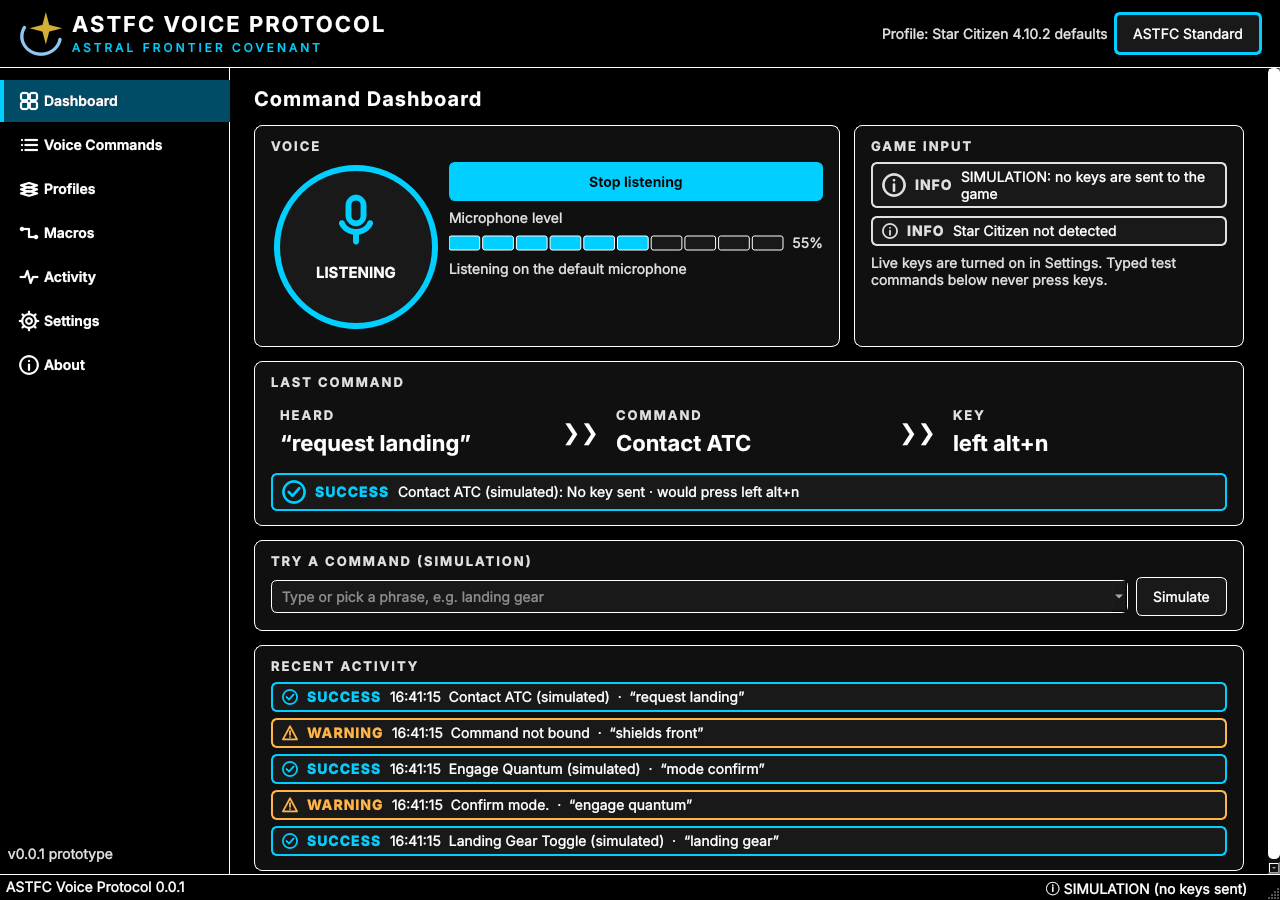 ASTFC VOICE PROTOCOL
ASTRAL FRONTIER COVENANT
Profile: Star Citizen 4.10.2 defaults
ASTFC Standard
Dashboard
Voice Commands
Profiles
Macros
Activity
Settings
About
v0.0.1 prototype
Command Dashboard
VOICE
LISTENING
Stop listening
Microphone level
55%
Listening on the default microphone
GAME INPUT
INFO SIMULATION: no keys are sent to the
game
INFO Star Citizen not detected
Live keys are turned on in Settings. Typed test
commands below never press keys.
LAST COMMAND
HEARD
“request landing”
❯❯
COMMAND
Contact ATC
❯❯
KEY
left alt+n
SUCCESS Contact ATC (simulated): No key sent · would press left alt+n
TRY A COMMAND (SIMULATION)
Type or pick a phrase, e.g. landing gear
Simulate
RECENT ACTIVITY
SUCCESS 16:41:15 Contact ATC (simulated) · “request landing”
WARNING 16:41:15 Command not bound · “shields front”
SUCCESS 16:41:15 Engage Quantum (simulated) · “mode confirm”
WARNING 16:41:15 Confirm mode. · “engage quantum”
SUCCESS 16:41:15 Landing Gear Toggle (simulated) · “landing gear”
ASTFC Voice Protocol 0.0.1
ⓘ SIMULATION (no keys sent)